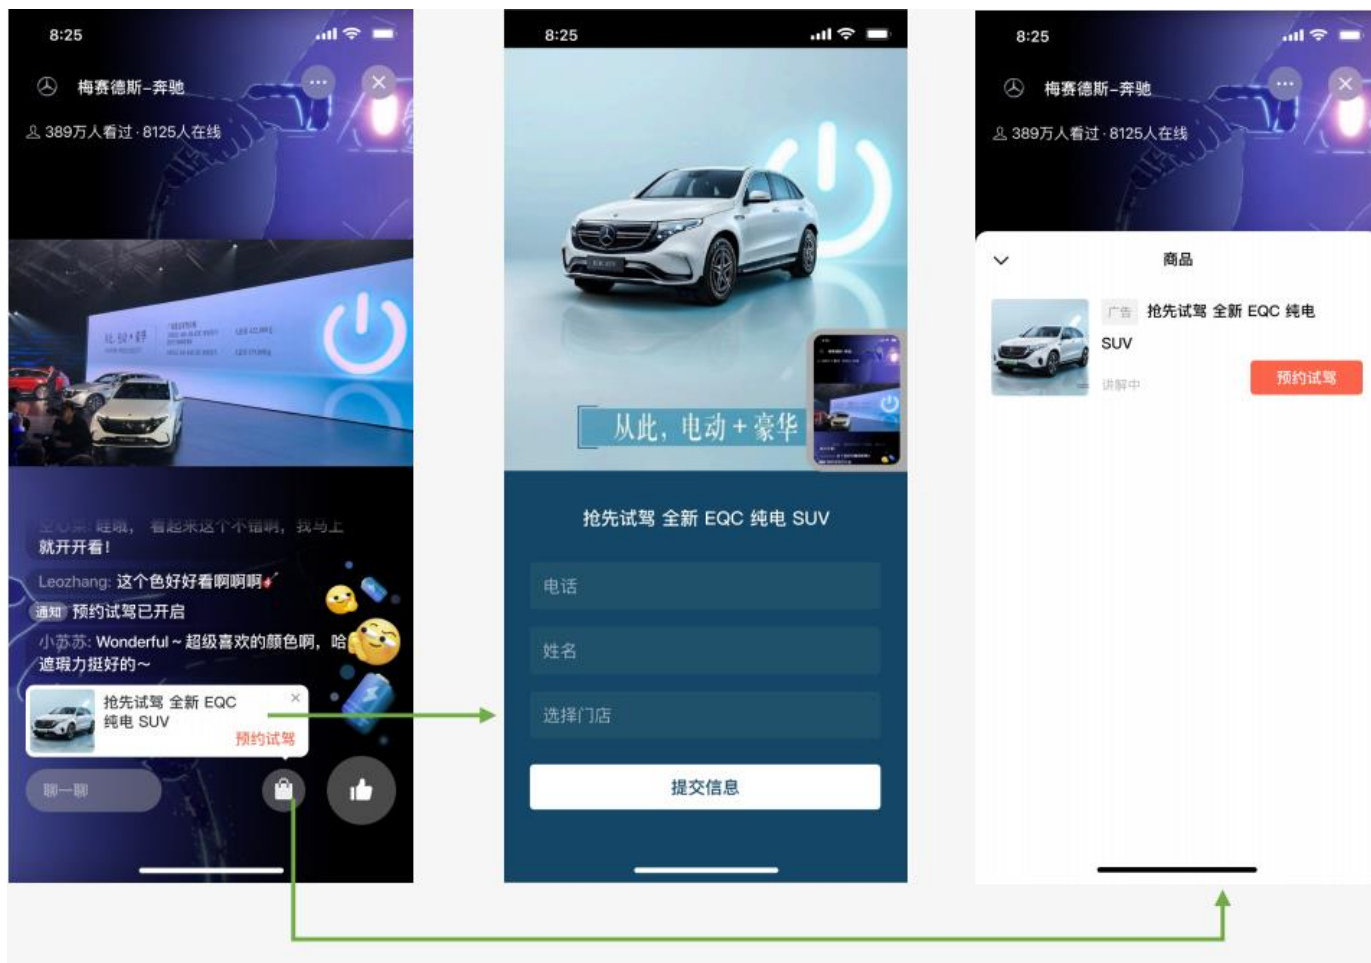 8:25
梅赛德斯-奔驰
389万人看过·8125人在线
哇哦， 看起来这个不错啊，我马上
就开开看！
Leozhang: 这个色好好看啊啊啊
通知 预约试驾已开启
小苏苏: Wonderful ~ 超级喜欢的颜色啊，哈
遮瑕力挺好的～
抢先试驾 全新 EQC
纯电 SUV
预约试驾
聊一聊
8:25
从此, 电动 + 豪华
抢先试驾 全新 EQC 纯电 SUV
电话
姓名
选择门店
提交信息
8:25
梅赛德斯-奔驰
389万人看过·8125人在线
商品
广告 抢先试驾 全新 EQC 纯电
SUV
讲解中
预约试驾